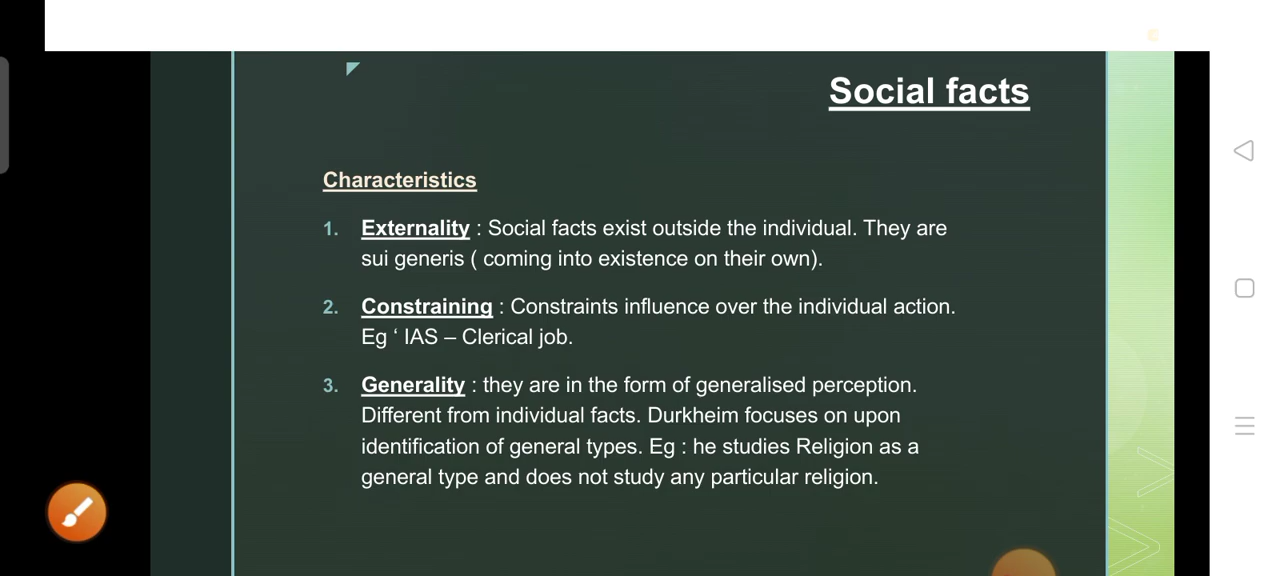 Social facts
Characteristics
1. Externality : Social facts exist outside the individual. They are
sui generis ( coming into existence on their own).
2. Constraining : Constraints influence over the individual action.
Eg ‘ IAS – Clerical job.
3. Generality : they are in the form of generalised perception.
Different from individual facts. Durkheim focuses on upon
identification of general types. Eg : he studies Religion as a
general type and does not study any particular religion.